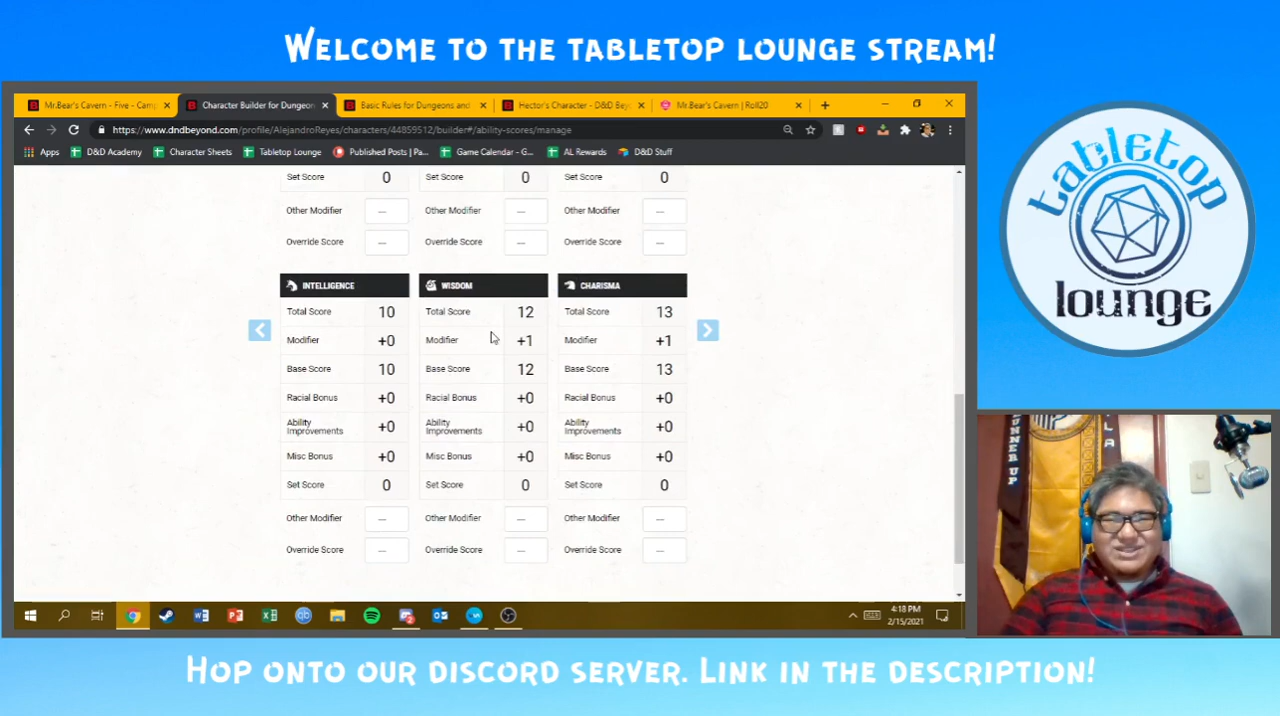 Welcome to the tabletop lounge stream!
Mr.Bear's Cavern - Five - Camp × Character Builder for Dungeon × Basic Rules for Dungeons and × Hector's Character - D&D Bey × Mr.Bear's Cavern | Roll20 × +
https://www.dndbeyond.com/profile/AlejandroReyes/characters/44859512/builder#/ability-scores/manage
Apps D&D Academy Character Sheets Tabletop Lounge Published Posts | Pa... Game Calendar - G... AL Rewards D&D Stuff
Set Score 0 Set Score 0 Set Score 0
Other Modifier -- Other Modifier -- Other Modifier --
Override Score -- Override Score -- Override Score --
INTELLIGENCE WISDOM CHARISMA
Total Score 10 Total Score 12 Total Score 13
Modifier +0 Modifier +1 Modifier +1
Base Score 10 Base Score 12 Base Score 13
Racial Bonus +0 Racial Bonus +0 Racial Bonus +0
Ability Improvements +0 Ability Improvements +0 Ability Improvements +0
Misc Bonus +0 Misc Bonus +0 Misc Bonus +0
Set Score 0 Set Score 0 Set Score 0
Other Modifier -- Other Modifier -- Other Modifier --
Override Score -- Override Score -- Override Score --
4:18 PM
2/15/2021
tabletop
lounge
UNNER UP
LA
Hop onto our discord server. Link in the description!